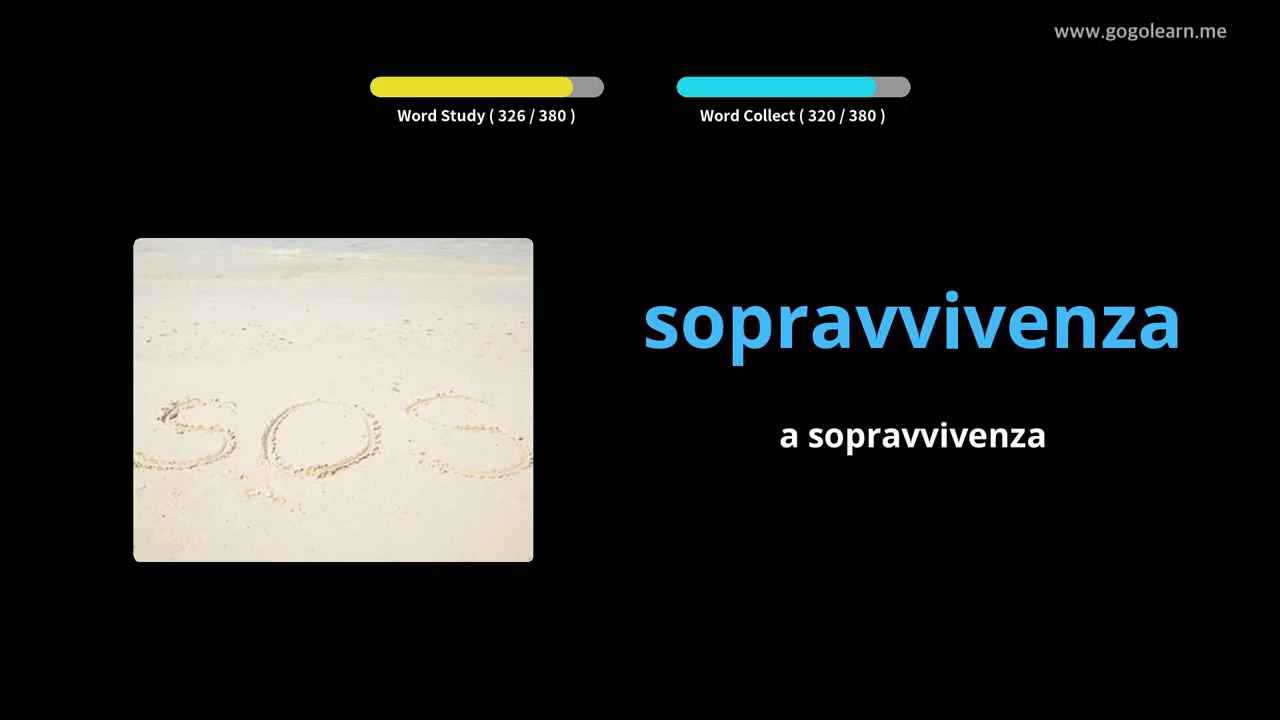 www.gogolearn.me
Word Study ( 326 / 380 )
Word Collect ( 320 / 380 )
sopravvivenza
a sopravvivenza
SOS